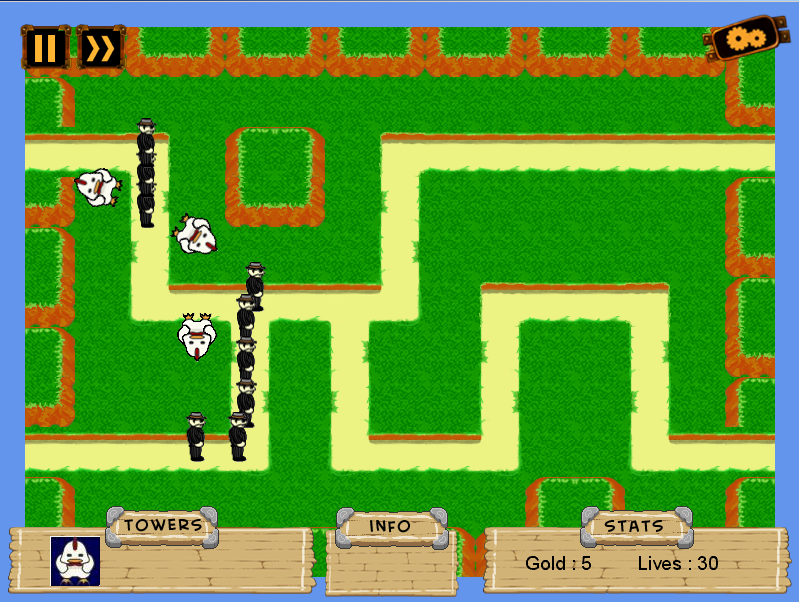 TOWERS
INFO
STATS
Gold : 5
Lives : 30